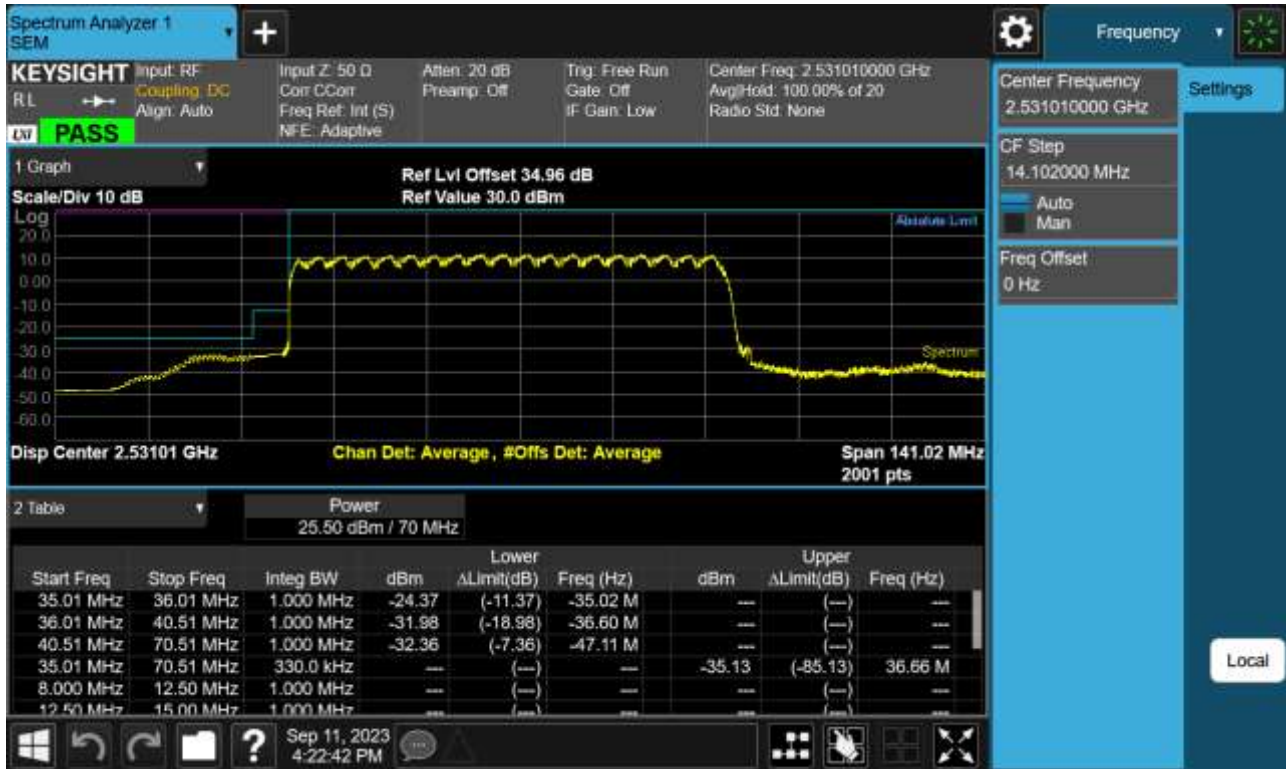 Spectrum Analyzer 1
SEM
+
Frequency
KEYSIGHT Input: RF
RL Coupling: DC
Align: Auto
LXI PASS
Input Z: 50 Ω
Corr CCorr
Freq Ref: Int (S)
NFE: Adaptive
Atten: 20 dB
Preamp: Off
Trig: Free Run
Gate: Off
IF Gain: Low
Center Freq: 2.531010000 GHz
Avg|Hold: 100.00% of 20
Radio Std: None
Center Frequency
2.531010000 GHz
Settings
CF Step
14.102000 MHz
Auto
Man
Freq Offset
0 Hz
1 Graph
Scale/Div 10 dB
Ref Lvl Offset 34.96 dB
Ref Value 30.0 dBm
Log
20.0
10.0
0.00
-10.0
-20.0
-30.0
-40.0
-50.0
-60.0
Absolute Limit
Spectrum
Disp Center 2.53101 GHz
Chan Det: Average, #Offs Det: Average
Span 141.02 MHz
2001 pts
2 Table
Power
25.50 dBm / 70 MHz
Lower Upper
Start Freq Stop Freq Integ BW dBm ΔLimit(dB) Freq (Hz) dBm ΔLimit(dB) Freq (Hz)
35.01 MHz 36.01 MHz 1.000 MHz -24.37 (-11.37) -35.02 M --- (---) ---
36.01 MHz 40.51 MHz 1.000 MHz -31.98 (-18.98) -36.60 M --- (---) ---
40.51 MHz 70.51 MHz 1.000 MHz -32.36 (-7.36) -47.11 M --- (---) ---
35.01 MHz 70.51 MHz 330.0 kHz --- (---) --- -35.13 (-85.13) 36.66 M
8.000 MHz 12.50 MHz 1.000 MHz --- (---) --- --- (---) ---
12.50 MHz 15.00 MHz 1.000 MHz --- (---) --- --- (---) ---
Local
?
Sep 11, 2023
4:22:42 PM